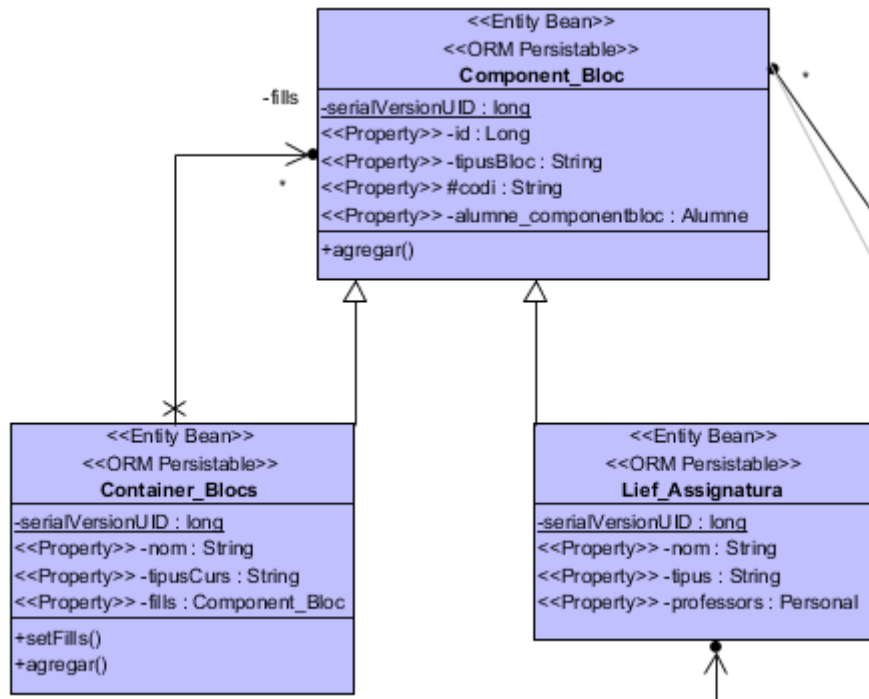 <<Entity Bean>>
<<ORM Persistable>>
Component_Bloc
-serialVersionUID : long
<<Property>> -id : Long
<<Property>> -tipusBloc : String
<<Property>> #codi : String
<<Property>> -alumne_componentbloc : Alumne
+agregar()
-fills
*
*
<<Entity Bean>>
<<ORM Persistable>>
Container_Blocs
-serialVersionUID : long
<<Property>> -nom : String
<<Property>> -tipusCurs : String
<<Property>> -fills : Component_Bloc
+setFills()
+agregar()
<<Entity Bean>>
<<ORM Persistable>>
Lief_Assignatura
-serialVersionUID : long
<<Property>> -nom : String
<<Property>> -tipus : String
<<Property>> -professors : Personal